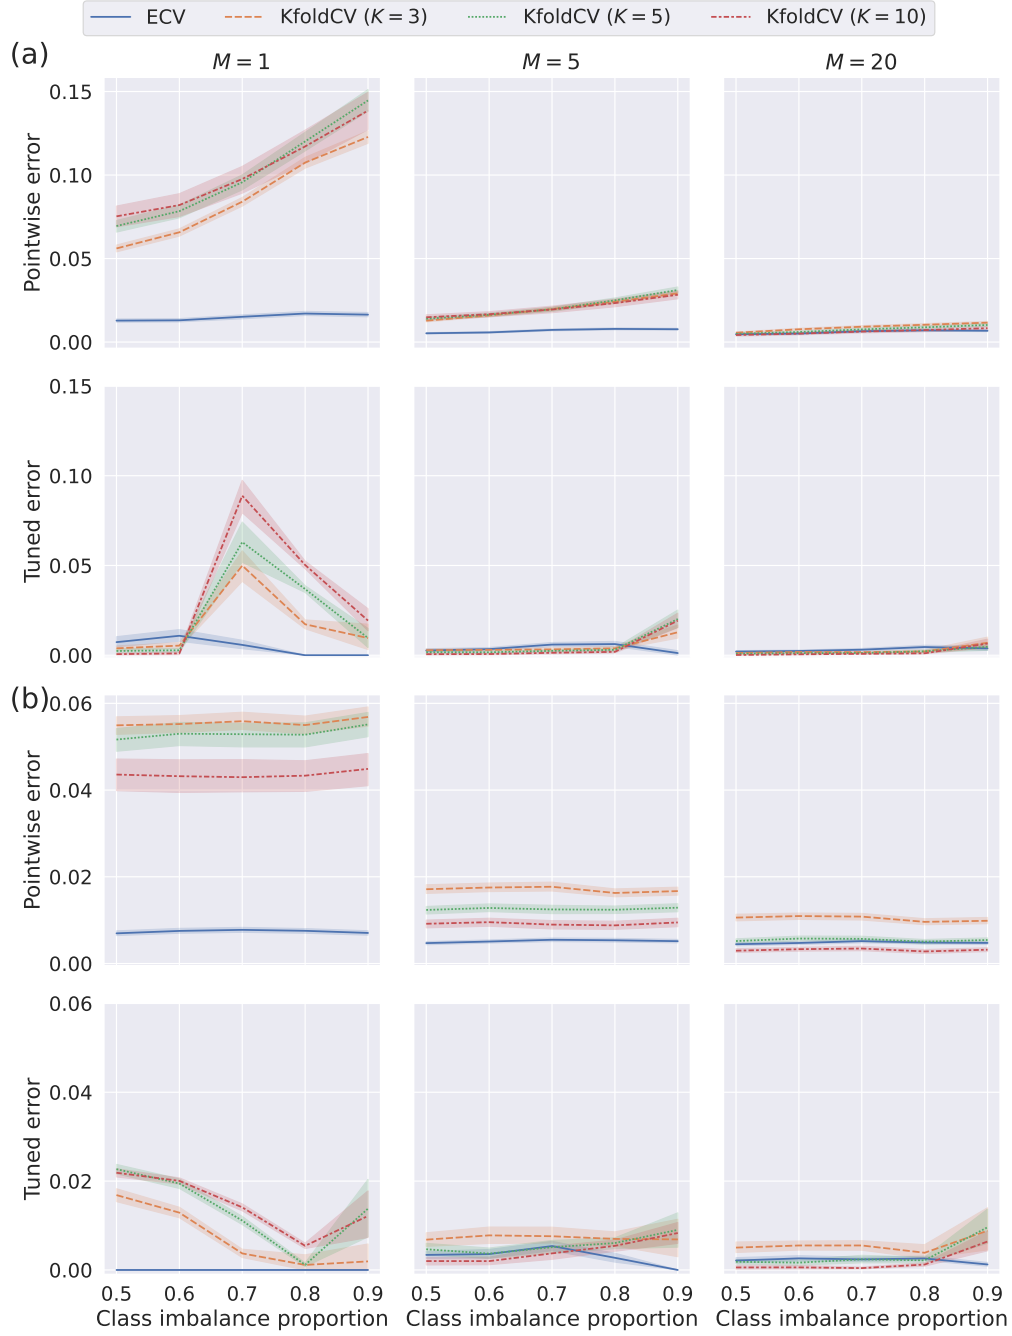 ECV KfoldCV (K = 3) KfoldCV (K = 5) KfoldCV (K = 10)
(a)
M = 1 M = 5 M = 20
Pointwise error
0.15
0.10
0.05
0.00
Tuned error
0.15
0.10
0.05
0.00
(b)
Pointwise error
0.06
0.04
0.02
0.00
Tuned error
0.06
0.04
0.02
0.00
0.5 0.6 0.7 0.8 0.9 0.5 0.6 0.7 0.8 0.9 0.5 0.6 0.7 0.8 0.9
Class imbalance proportion Class imbalance proportion Class imbalance proportion